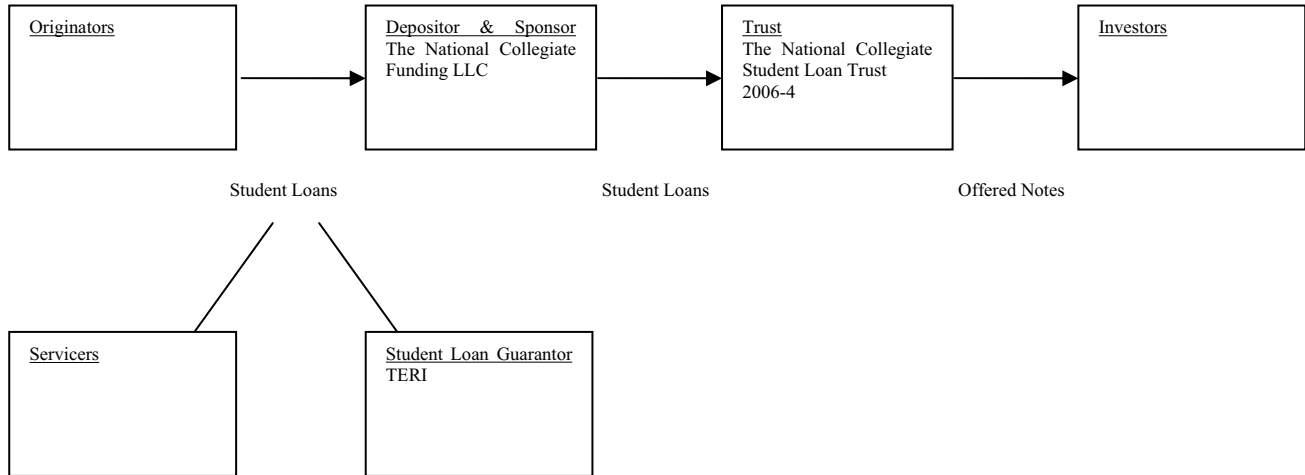 Originators
Depositor & Sponsor
The National Collegiate
Funding LLC
Trust
The National Collegiate
Student Loan Trust
2006-4
Investors
Student Loans
Student Loans
Offered Notes
Servicers
Student Loan Guarantor
TERI